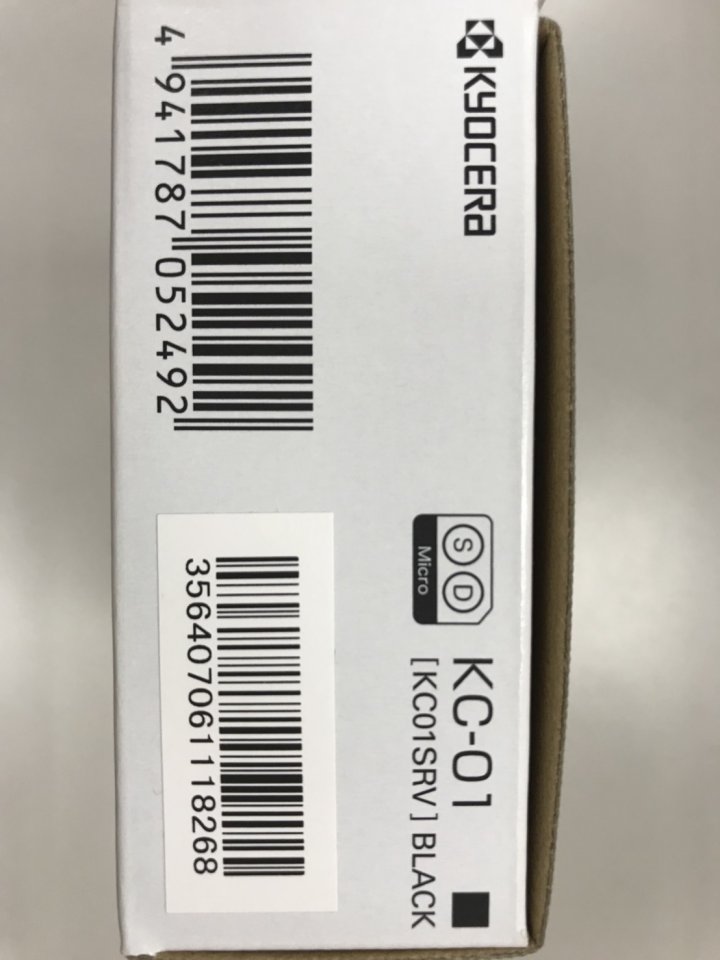 KYOCERA
S D
Micro
KC-01
[KC01SRV] BLACK
4 941787 052492
356407061118268